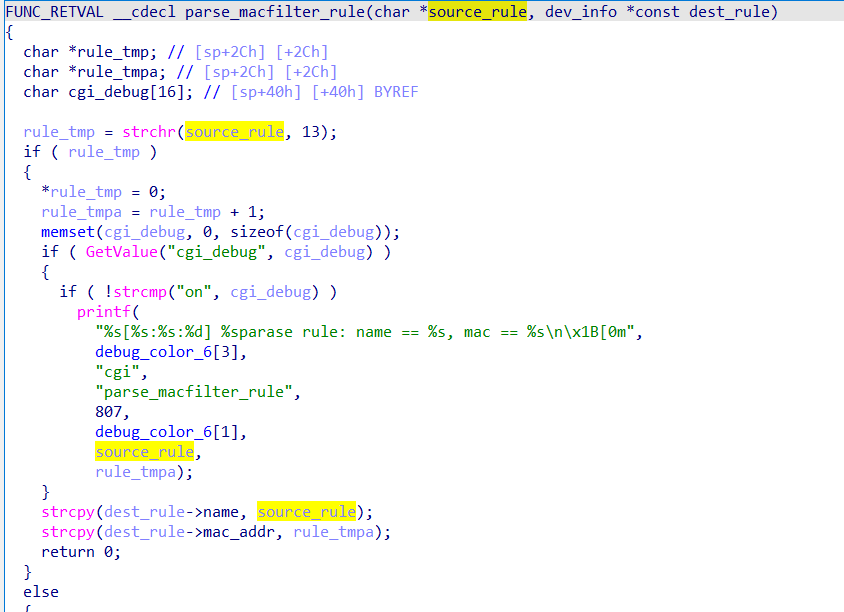 FUNC_RETVAL __cdecl parse_macfilter_rule(char *source_rule, dev_info *const dest_rule)
{
char *rule_tmp; // [sp+2Ch] [+2Ch]
char *rule_tmpa; // [sp+2Ch] [+2Ch]
char cgi_debug[16]; // [sp+40h] [+40h] BYREF
rule_tmp = strchr(source_rule, 13);
if ( rule_tmp )
{
*rule_tmp = 0;
rule_tmpa = rule_tmp + 1;
memset(cgi_debug, 0, sizeof(cgi_debug));
if ( GetValue("cgi_debug", cgi_debug) )
{
if ( !strcmp("on", cgi_debug) )
printf(
"%s[%s:%s:%d] %sparase rule: name == %s, mac == %s\n\x1B[0m",
debug_color_6[3],
"cgi",
"parse_macfilter_rule",
807,
debug_color_6[1],
source_rule,
rule_tmpa);
}
strcpy(dest_rule->name, source_rule);
strcpy(dest_rule->mac_addr, rule_tmpa);
return 0;
}
else
{